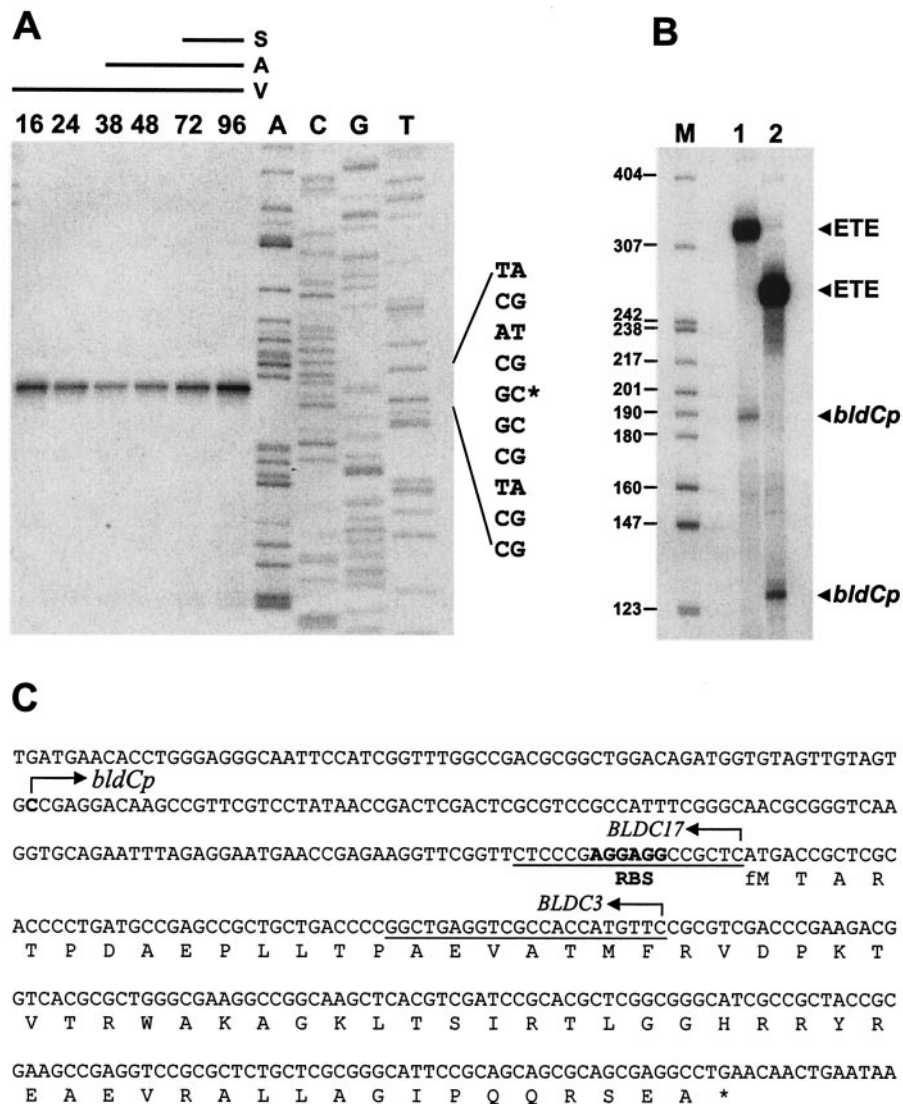 A
S
A
V
16 24 38 48 72 96 A C G T
TA
CG
AT
CG
GC*
GC
CG
TA
CG
CG
B
M 1 2
404
307
242
238
217
201
190
180
160
147
123
ETE
ETE
bldCp
bldCp
C
TGATGAACACCTGGGAGGGCAATTCCATCGGTTTGGCCGACGCGGCTGGACAGATGGTGTAGTTGTAGT
bldCp
GCCGAGGACAAGCCGTTCGTCCTATAACCGACTCGACTCGCGTCCGCCATTTCGGGCAACGCGGGTCAA
BLDC17
GGTGCAGAATTTAGAGGAATGAACCGAGAAGGTTCGGTTCTCCCGAGGAGGCCGCTCATGACCGCTCGC
RBS fM T A R
BLDC3
ACCCCTGATGCCGAGCCGCTGCTGACCCCGGCTGAGGTCGCCACCATGTTCCGCGTCGACCCGAAGACG
T P D A E P L L T P A E V A T M F R V D P K T
GTCACGCGCTGGGCGAAGGCCGGCAAGCTCACGTCGATCCGCACGCTCGGCGGGCATCGCCGCTACCGC
V T R W A K A G K L T S I R T L G G H R R Y R
GAAGCCGAGGTCCGCGCTCTGCTCGCGGGCATTCCGCAGCAGCGCAGCGAGGCCTGAACAACTGAATAA
E A E V R A L L A G I P Q Q R S E A *